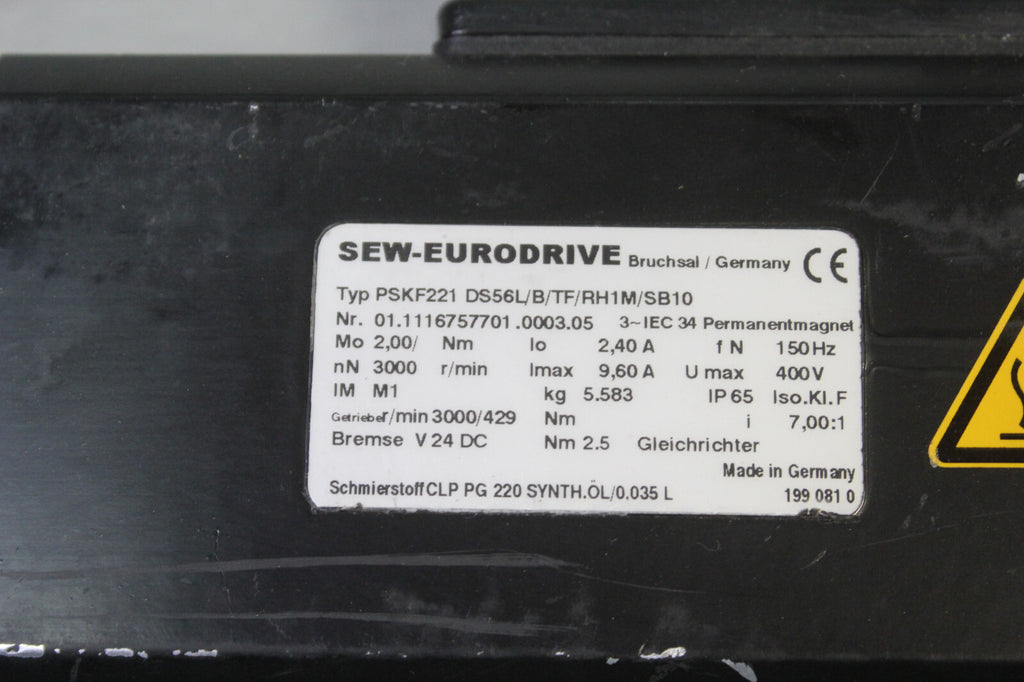 SEW-EURODRIVE Bruchsal / Germany CE
Typ PSKF221 DS56L/B/TF/RH1M/SB10
Nr. 01.1116757701.0003.05 3~IEC 34 Permanentmagnet
Mo 2,00/ Nm Io 2,40 A f N 150 Hz
nN 3000 r/min Imax 9,60 A U max 400 V
IM M1 kg 5.583 IP 65 Iso.Kl.F
Getriebe r/min 3000/429 Nm i 7,00:1
Bremse V 24 DC Nm 2.5 Gleichrichter
Made in Germany
Schmierstoff CLP PG 220 SYNTH.ÖL/0.035 L 199 081 0